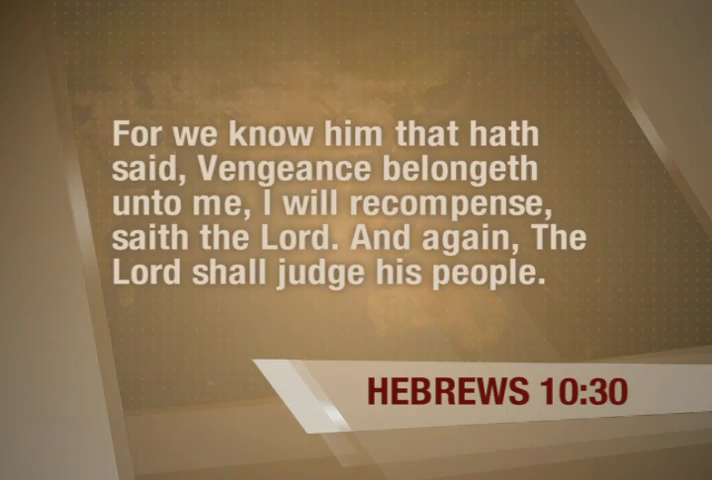 For we know him that hath
said, Vengeance belongeth
unto me, I will recompense,
saith the Lord. And again, The
Lord shall judge his people.
HEBREWS 10:30